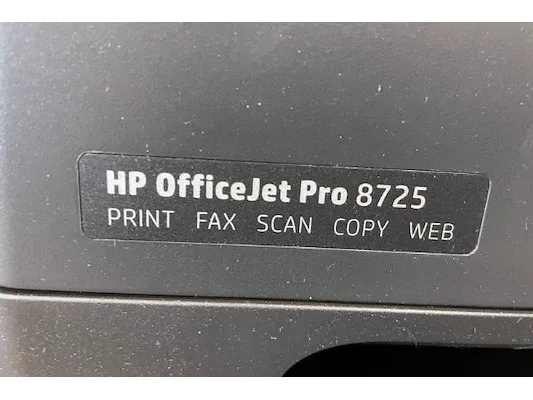 HP OfficeJet Pro 8725
PRINT FAX SCAN COPY WEB